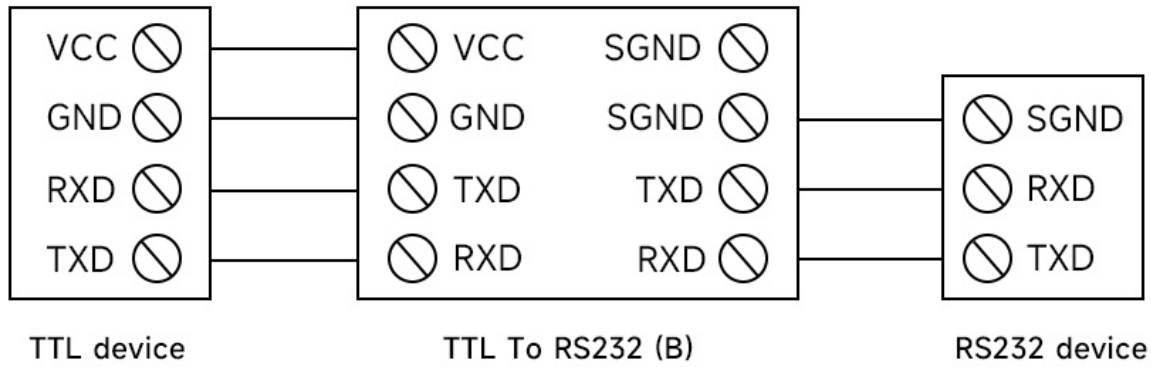 VCC VCC SGND
GND GND SGND SGND
RXD TXD TXD RXD
TXD RXD RXD TXD
TTL device TTL To RS232 (B) RS232 device